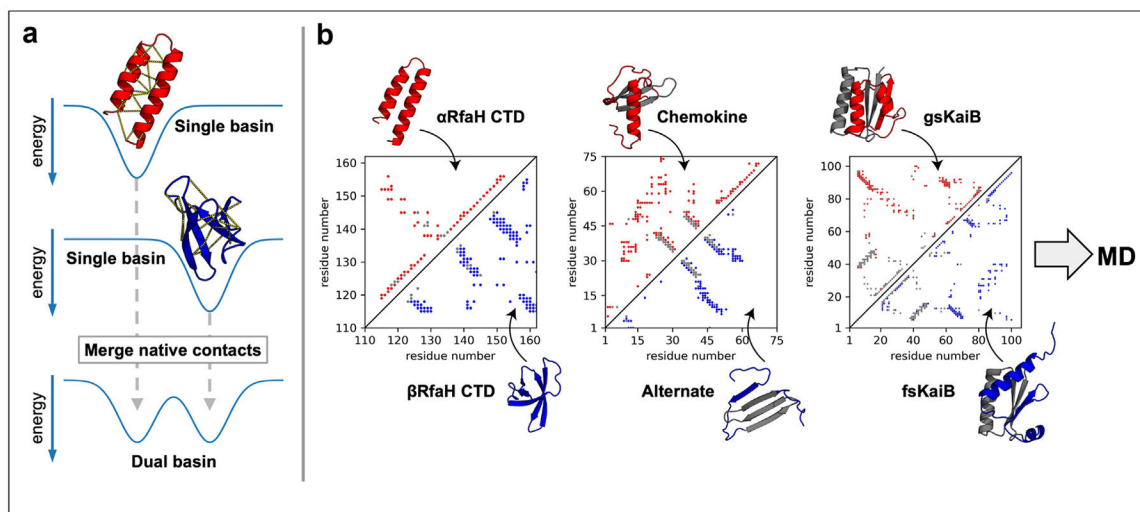 a
energy
Single basin
energy
Single basin
Merge native contacts
energy
Dual basin
b
αRfaH CTD
160
150
140
130
120
110
residue number
110 120 130 140 150 160
residue number
βRfaH CTD
Chemokine
75
60
45
30
15
1
residue number
1 15 30 45 60 75
residue number
Alternate
gsKaiB
100
80
60
40
20
1
residue number
1 20 40 60 80 100
residue number
fsKaiB
MD